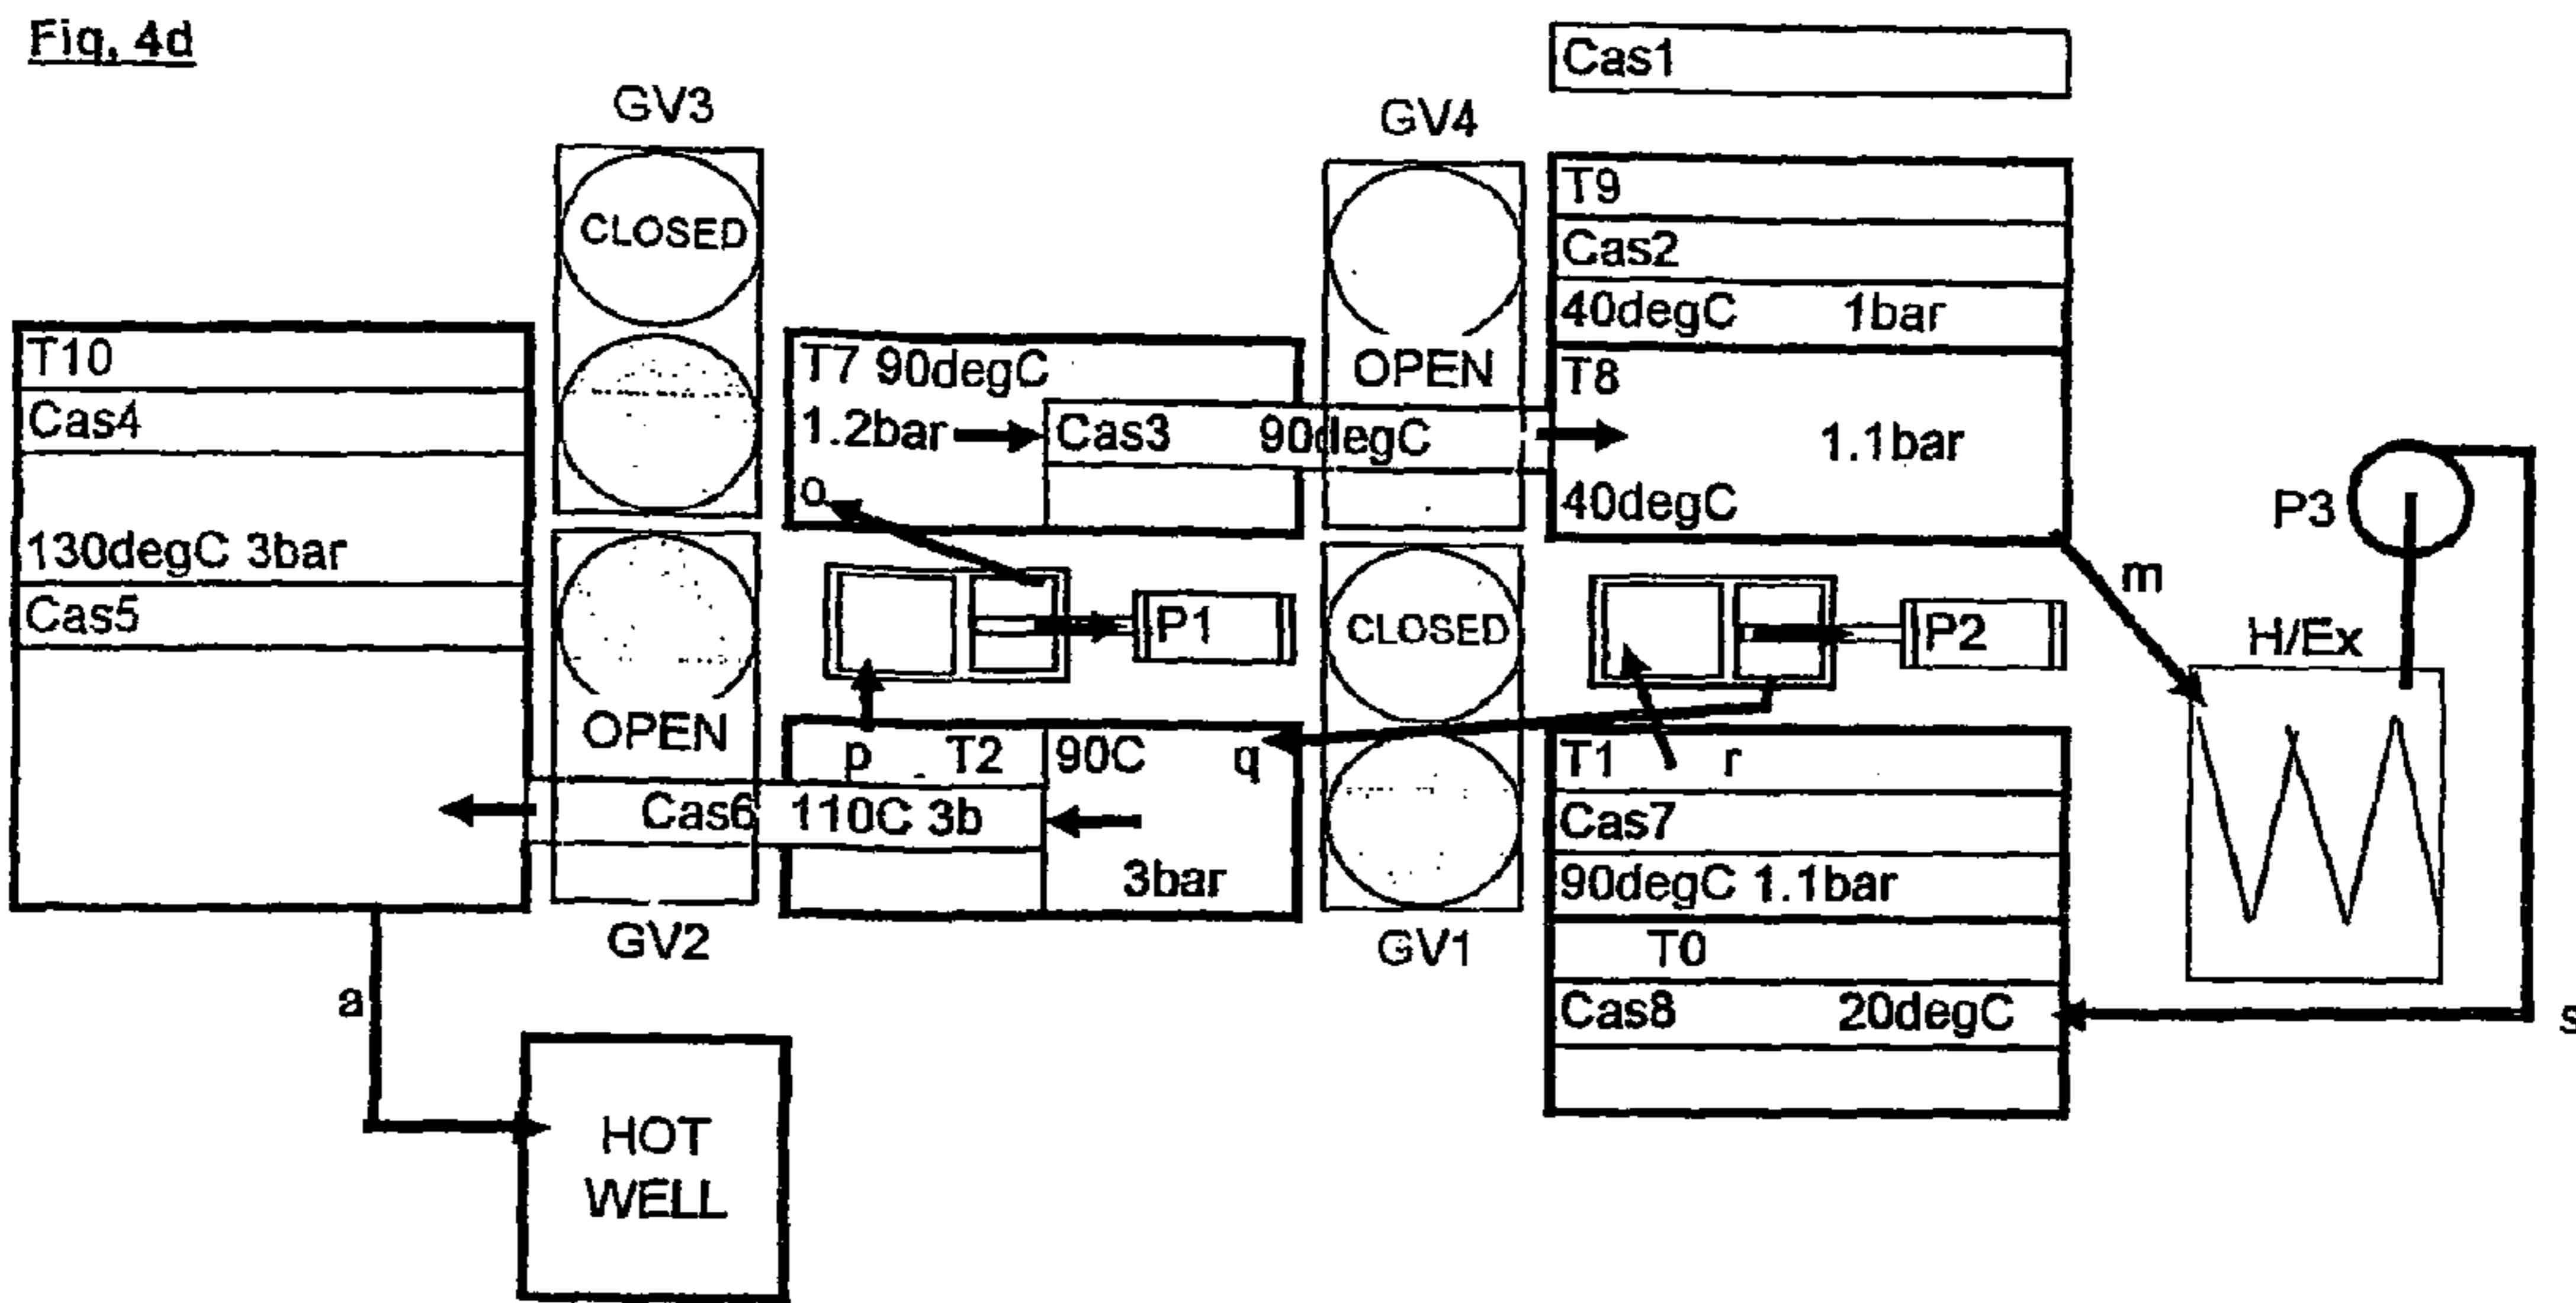 Fig. 4d
Cas1
GV3
GV4
CLOSED
T9
Cas2
40degC 1bar
T10
T7 90degC
OPEN
T8
Cas4
1.2bar
Cas3 90degC
1.1bar
o
40degC
P3
130degC 3bar
Cas5
P1
CLOSED
P2
m
H/Ex
OPEN
p T2 90C q
T1 r
Cas6 110C 3b
Cas7
3bar
90degC 1.1bar
GV2
GV1
T0
a
Cas8 20degC
s
HOT
WELL